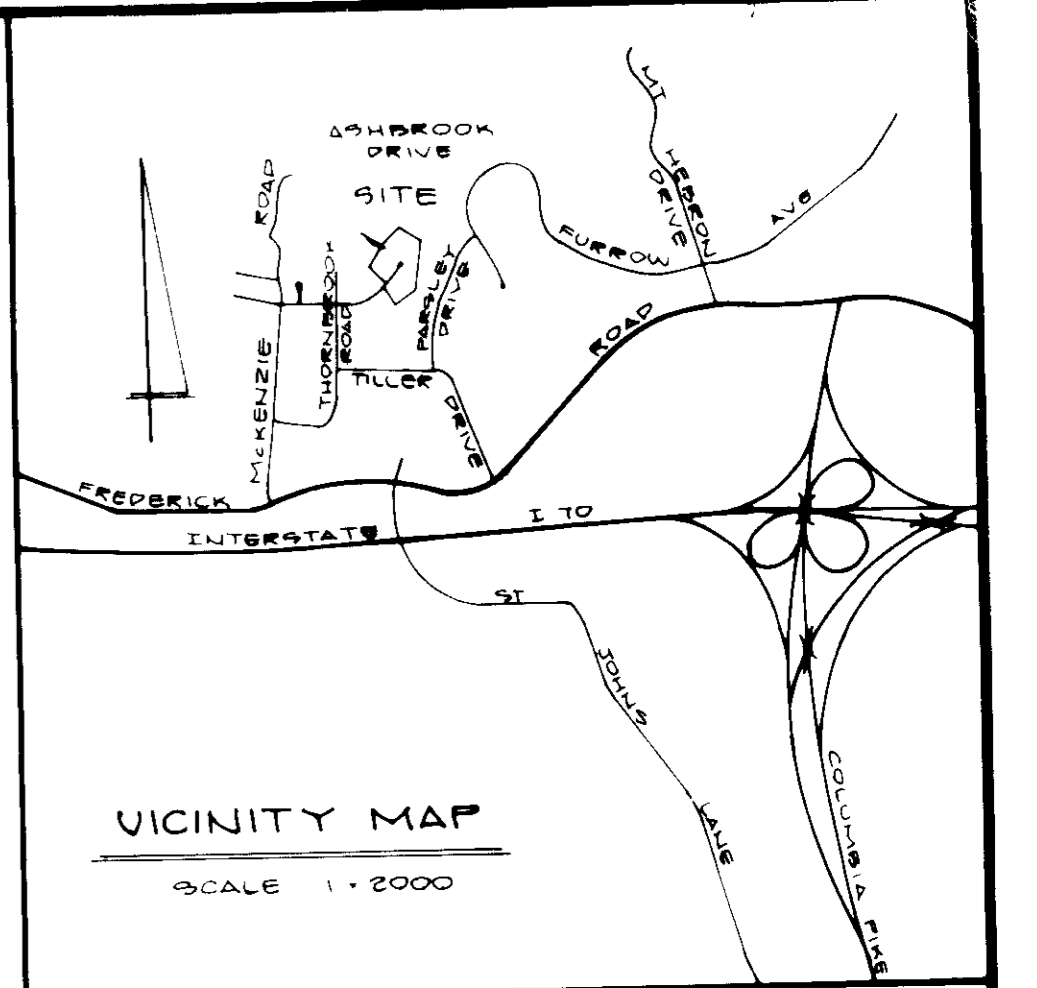 MT
HEBRON
DRIVE
ASHBROOK
DRIVE
SITE
ROAD
McKENZIE
THORNBROOK
ROAD
PARSLEY
DRIVE
FURROW
AVE
TILLER
DRIVE
FREDERICK
ROAD
INTERSTATE
I 70
ST
JOHNS
LANE
COLUMBIA PIKE
VICINITY MAP
SCALE 1 • 2000